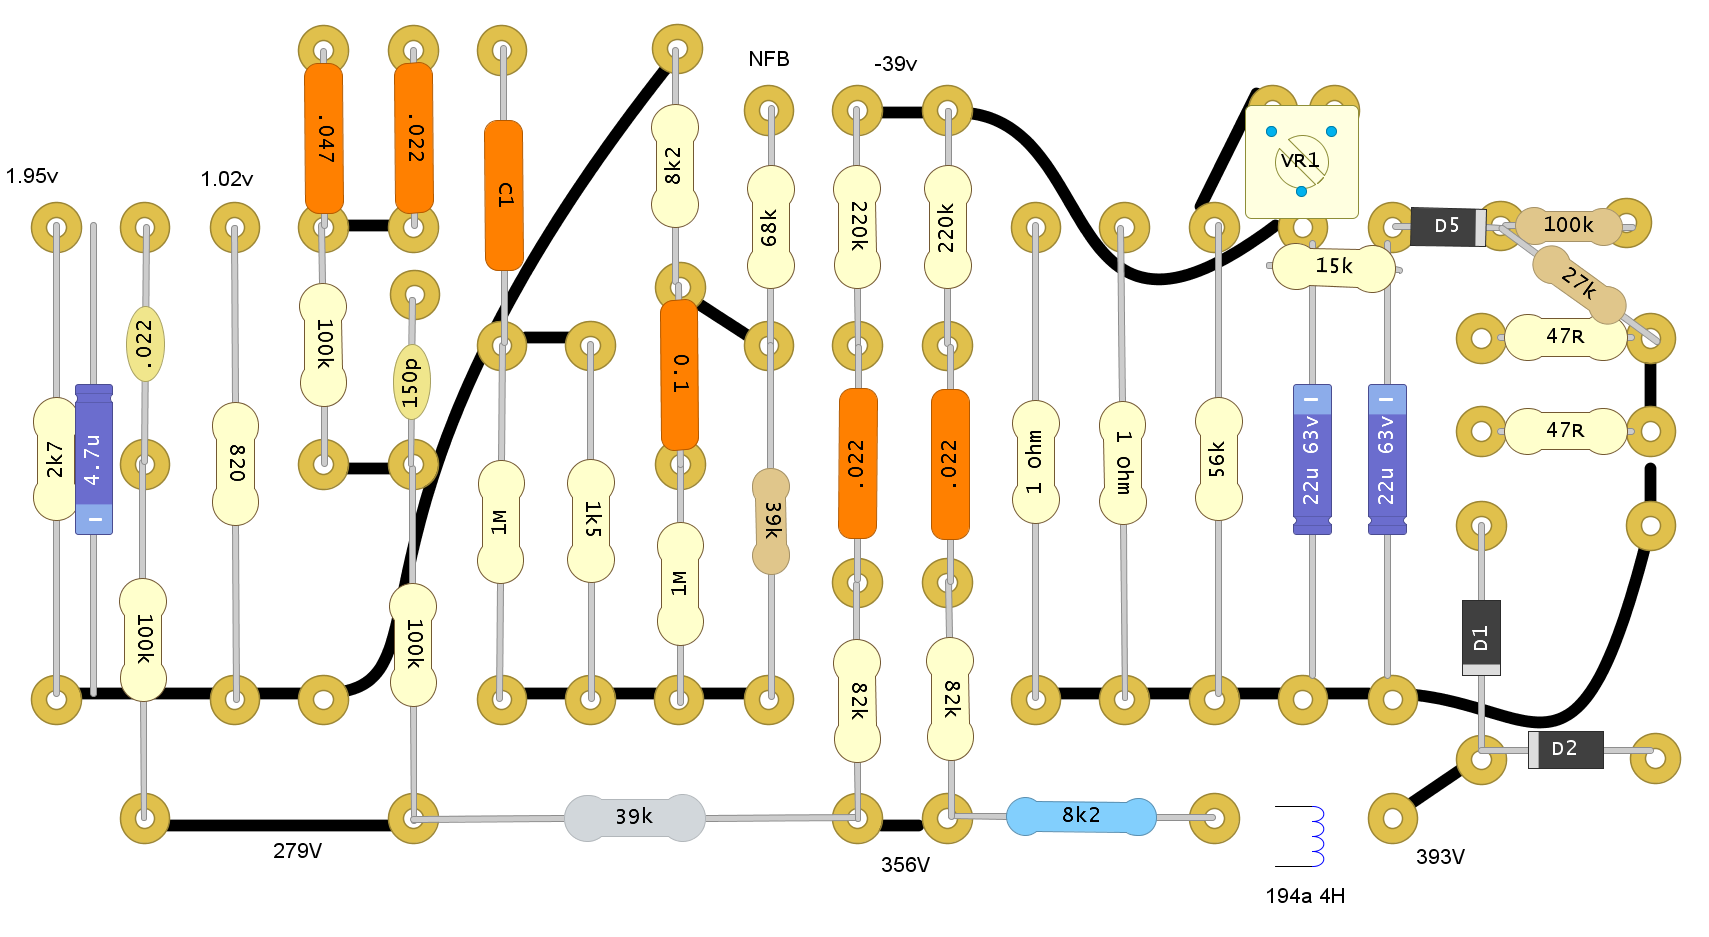 NFB
-39v
.047
.022
8k2
VR1
1.95v
1.02v
C1
68k
220k
220k
D5
100k
15k
27k
.022
100k
150p
0.1
47R
47R
2k7
4.7u
820
1M
1k5
1M
39k
.022
.022
1 Ohm
1 Ohm
56k
22u 63v
22u 63v
100k
100k
82k
82k
D1
D2
39k
8k2
279V
356V
393V
194a 4H